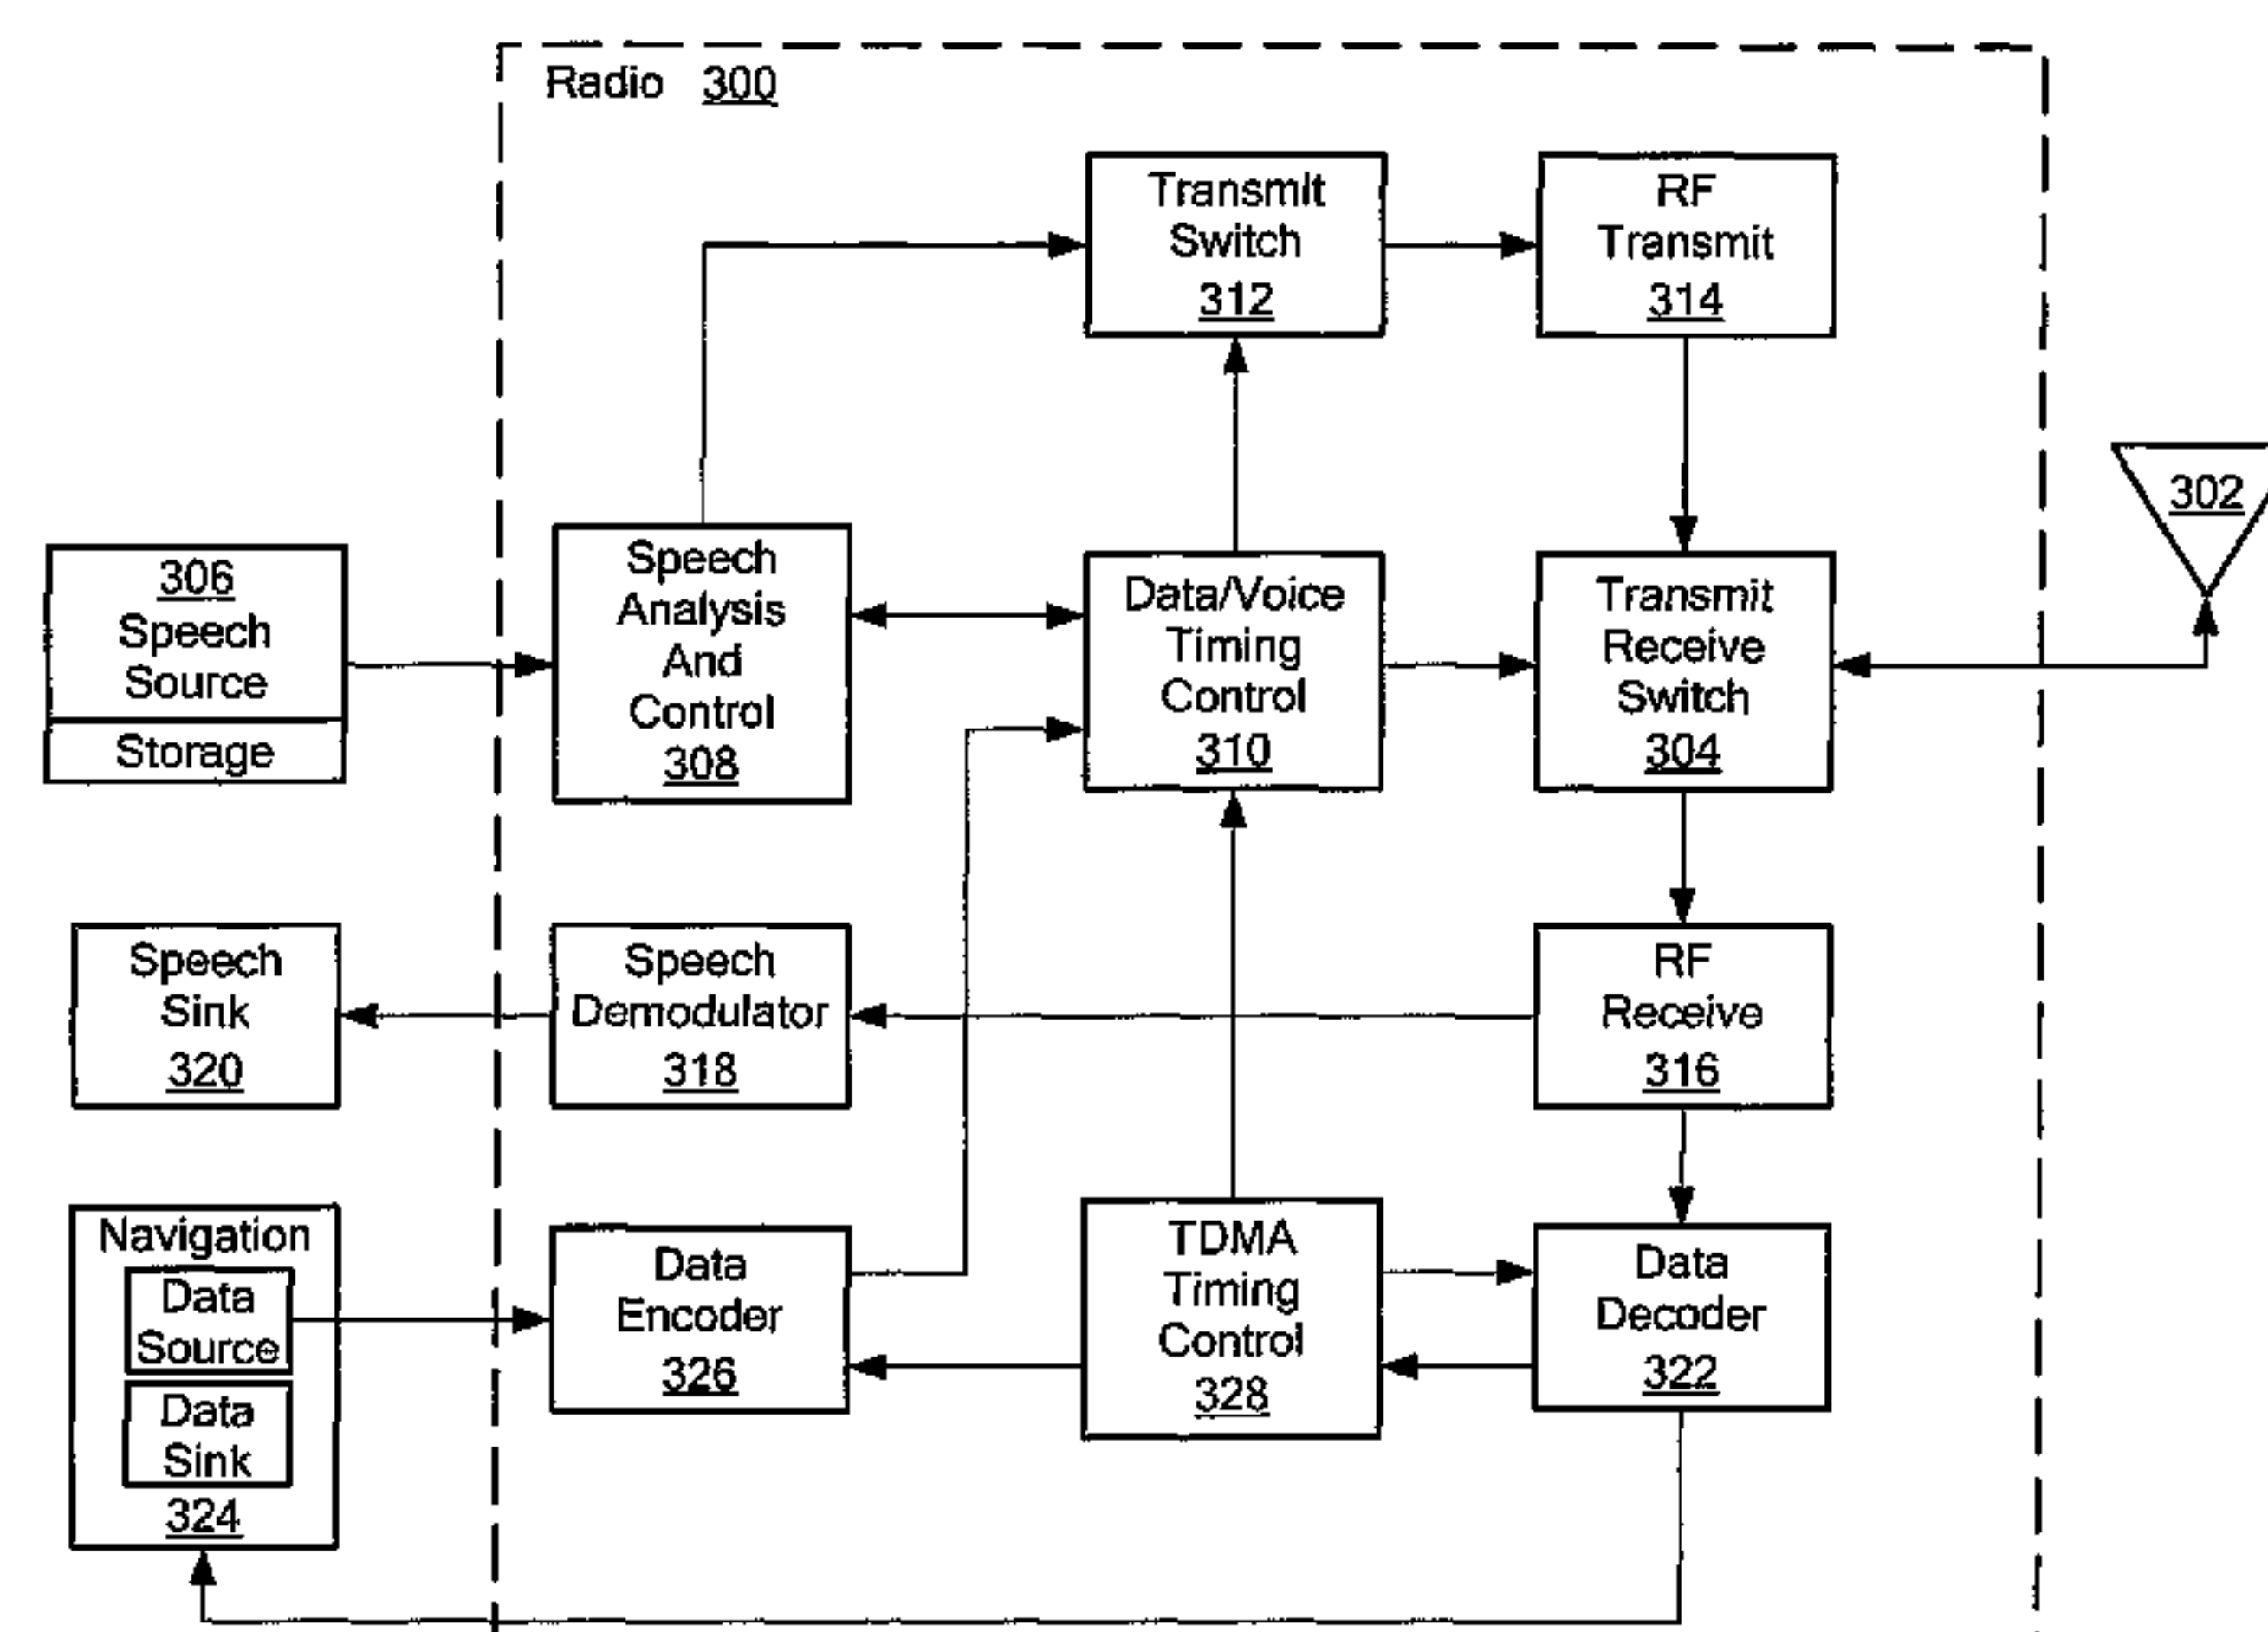 Radio 300
Transmit
Switch
312
RF
Transmit
314
302
306
Speech
Source
Storage
Speech
Analysis
And
Control
308
Data/Voice
Timing
Control
310
Transmit
Receive
Switch
304
Speech
Sink
320
Speech
Demodulator
318
RF
Receive
316
Navigation
Data
Source
Data
Sink
324
Data
Encoder
326
TDMA
Timing
Control
328
Data
Decoder
322